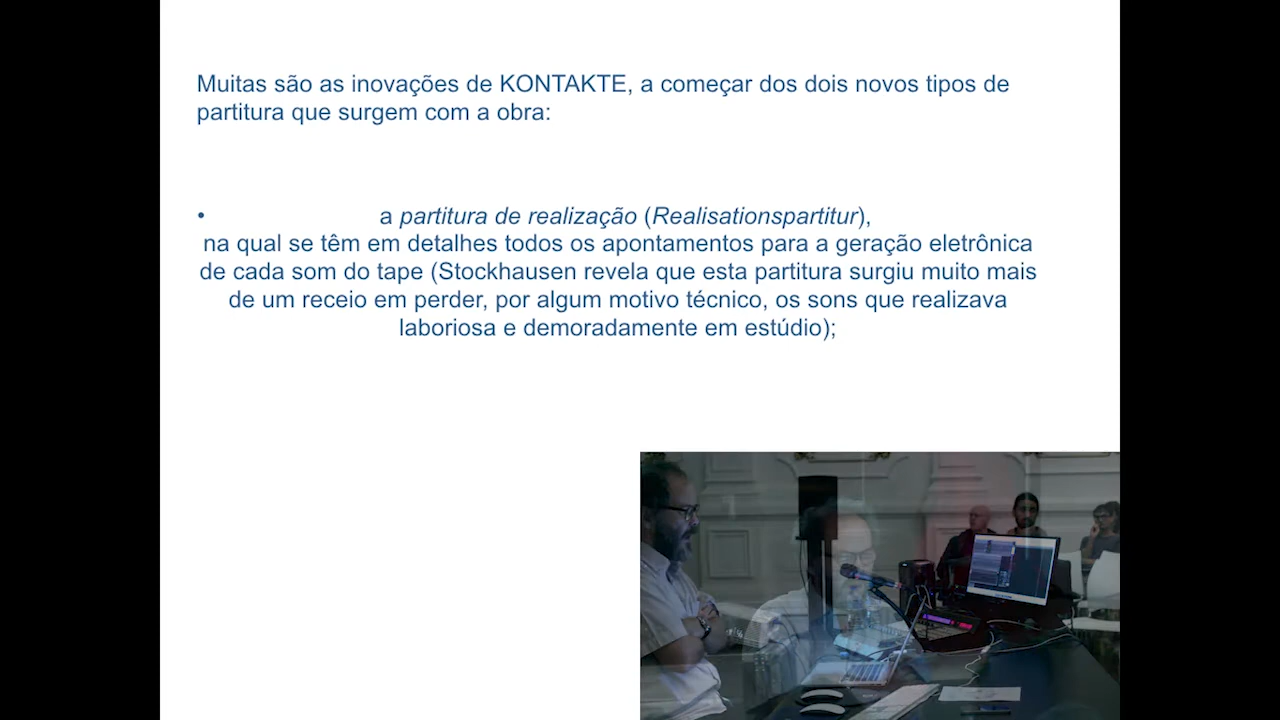 Muitas são as inovações de KONTAKTE, a começar dos dois novos tipos de
partitura que surgem com a obra:
• a partitura de realização (Realisationspartitur),
na qual se têm em detalhes todos os apontamentos para a geração eletrônica
de cada som do tape (Stockhausen revela que esta partitura surgiu muito mais
de um receio em perder, por algum motivo técnico, os sons que realizava
laboriosa e demoradamente em estúdio);